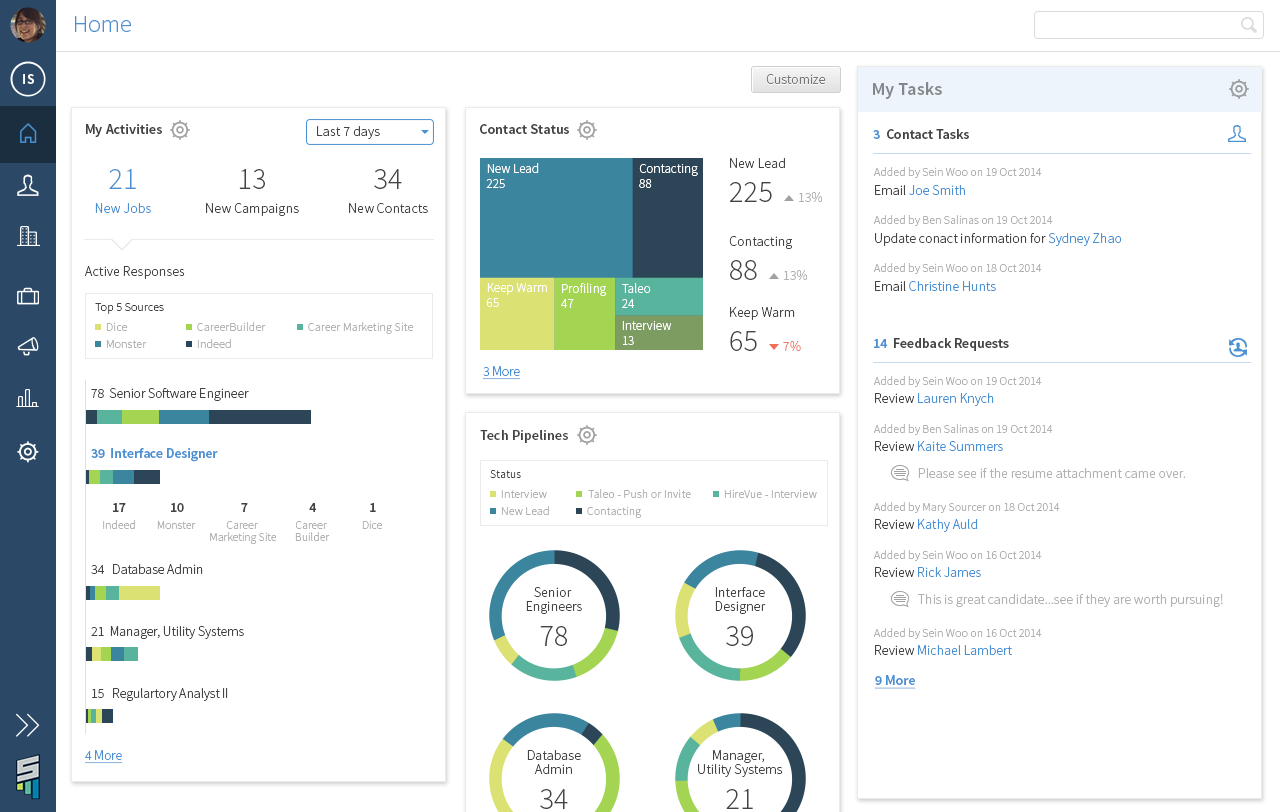 Home
IS
Customize
My Activities
Last 7 days
21
New Jobs
13
New Campaigns
34
New Contacts
Active Responses
Top 5 Sources
Dice
CareerBuilder
Career Marketing Site
Monster
Indeed
78 Senior Software Engineer
39 Interface Designer
17
Indeed
10
Monster
7
Career
Marketing Site
4
Career
Builder
1
Dice
34 Database Admin
21 Manager, Utility Systems
15 Regulartory Analyst II
4 More
Contact Status
New Lead
225
Contacting
88
Keep Warm
65
Profiling
47
Taleo
24
Interview
13
New Lead
225 13%
Contacting
88 13%
Keep Warm
65 7%
3 More
Tech Pipelines
Status
Interview
Taleo - Push or Invite
HireVue - Interview
New Lead
Contacting
Senior
Engineers
78
Interface
Designer
39
Database
Admin
34
Manager,
Utility Systems
21
My Tasks
3 Contact Tasks
Added by Sein Woo on 19 Oct 2014
Email Joe Smith
Added by Ben Salinas on 19 Oct 2014
Update conact information for Sydney Zhao
Added by Sein Woo on 18 Oct 2014
Email Christine Hunts
14 Feedback Requests
Added by Sein Woo on 19 Oct 2014
Review Lauren Knych
Added by Ben Salinas on 19 Oct 2014
Review Kaite Summers
Please see if the resume attachment came over.
Added by Mary Sourcer on 18 Oct 2014
Review Kathy Auld
Added by Sein Woo on 16 Oct 2014
Review Rick James
This is great candidate...see if they are worth pursuing!
Added by Sein Woo on 16 Oct 2014
Review Michael Lambert
9 More